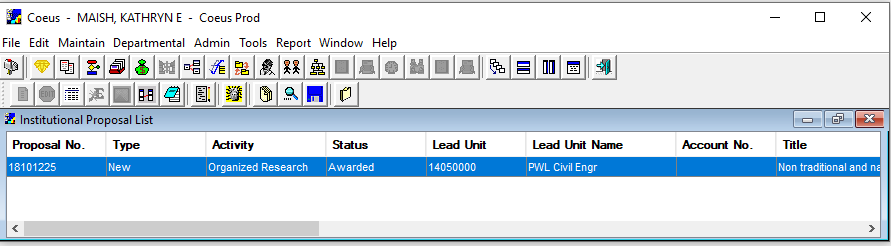 Coeus - MAISH, KATHRYN E - Coeus Prod
File Edit Maintain Departmental Admin Tools Report Window Help
Institutional Proposal List
Proposal No. Type Activity Status Lead Unit Lead Unit Name Account No. Title
18101225 New Organized Research Awarded 14050000 PWL Civil Engr Non traditional and na